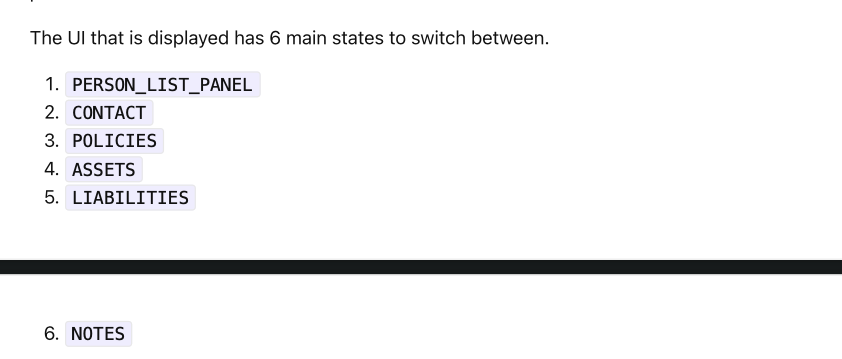 The UI that is displayed has 6 main states to switch between.
1. PERSON_LIST_PANEL
2. CONTACT
3. POLICIES
4. ASSETS
5. LIABILITIES
6. NOTES